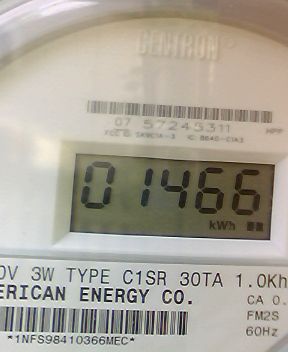 CENTRON
07 57245311 HPP
01466
kWh
0V 3W TYPE C1SR 30TA 1.0Kh
ERICAN ENERGY CO. CA 0.
FM2S
60Hz
*1NFS98410366MEC*